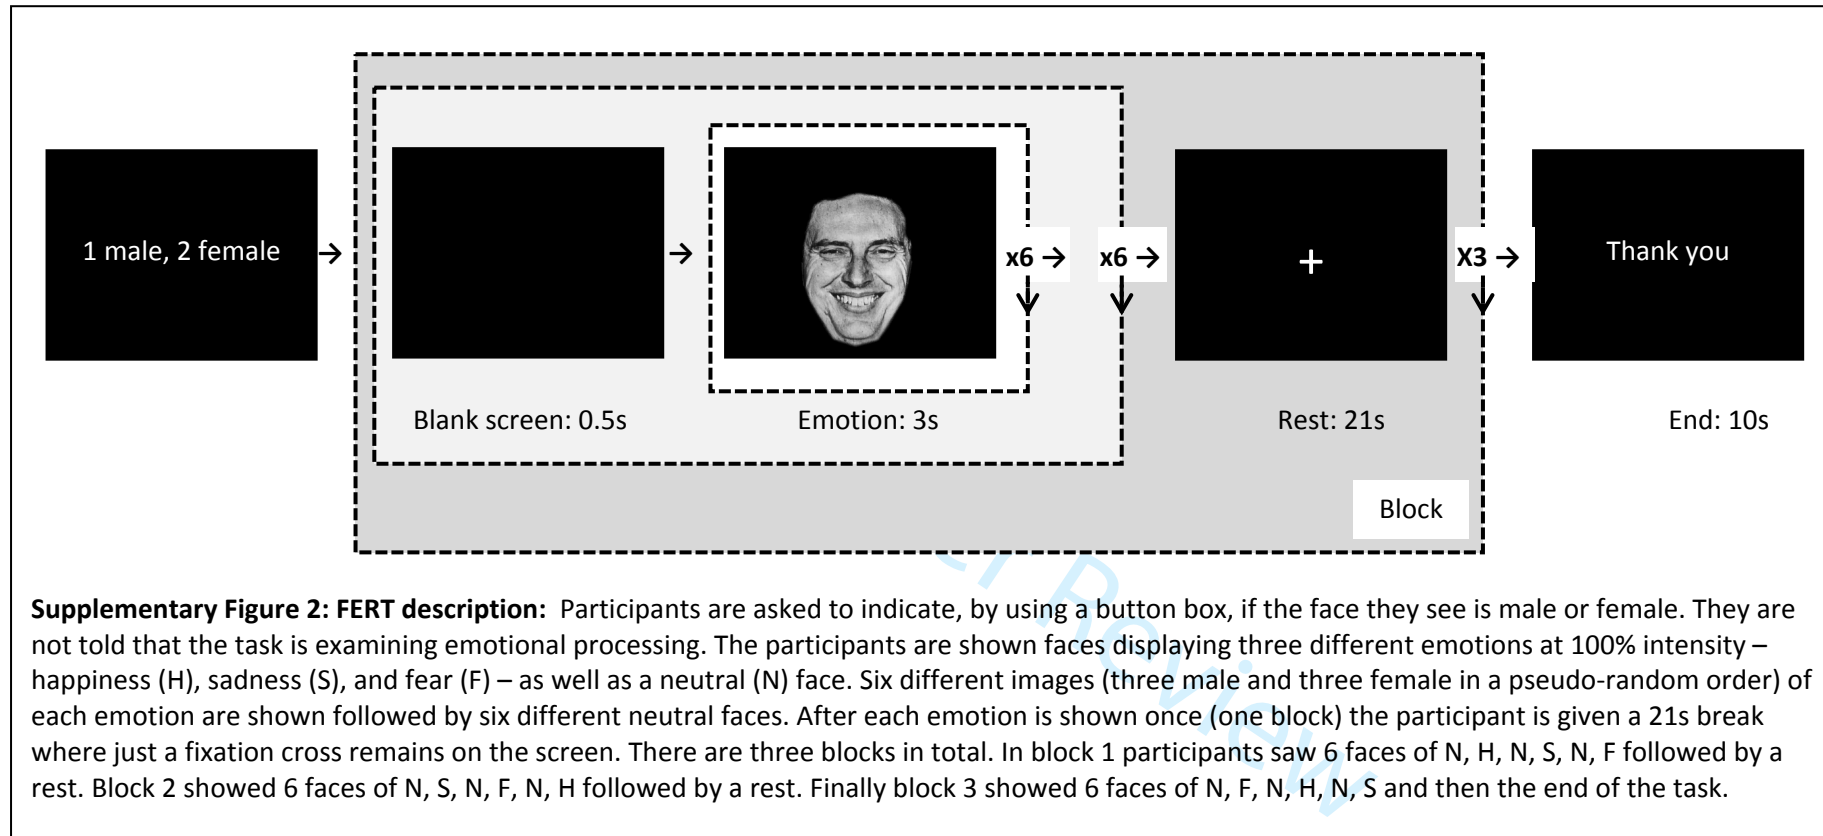 1 male, 2 female →
→
x6 →
x6 →
+
X3 →
Thank you
Blank screen: 0.5s
Emotion: 3s
Rest: 21s
End: 10s
Block
er Review
Supplementary Figure 2: FERT description: Participants are asked to indicate, by using a button box, if the face they see is male or female. They are
not told that the task is examining emotional processing. The participants are shown faces displaying three different emotions at 100% intensity –
happiness (H), sadness (S), and fear (F) – as well as a neutral (N) face. Six different images (three male and three female in a pseudo-random order) of
each emotion are shown followed by six different neutral faces. After each emotion is shown once (one block) the participant is given a 21s break
where just a fixation cross remains on the screen. There are three blocks in total. In block 1 participants saw 6 faces of N, H, N, S, N, F followed by a
rest. Block 2 showed 6 faces of N, S, N, F, N, H followed by a rest. Finally block 3 showed 6 faces of N, F, N, H, N, S and then the end of the task.